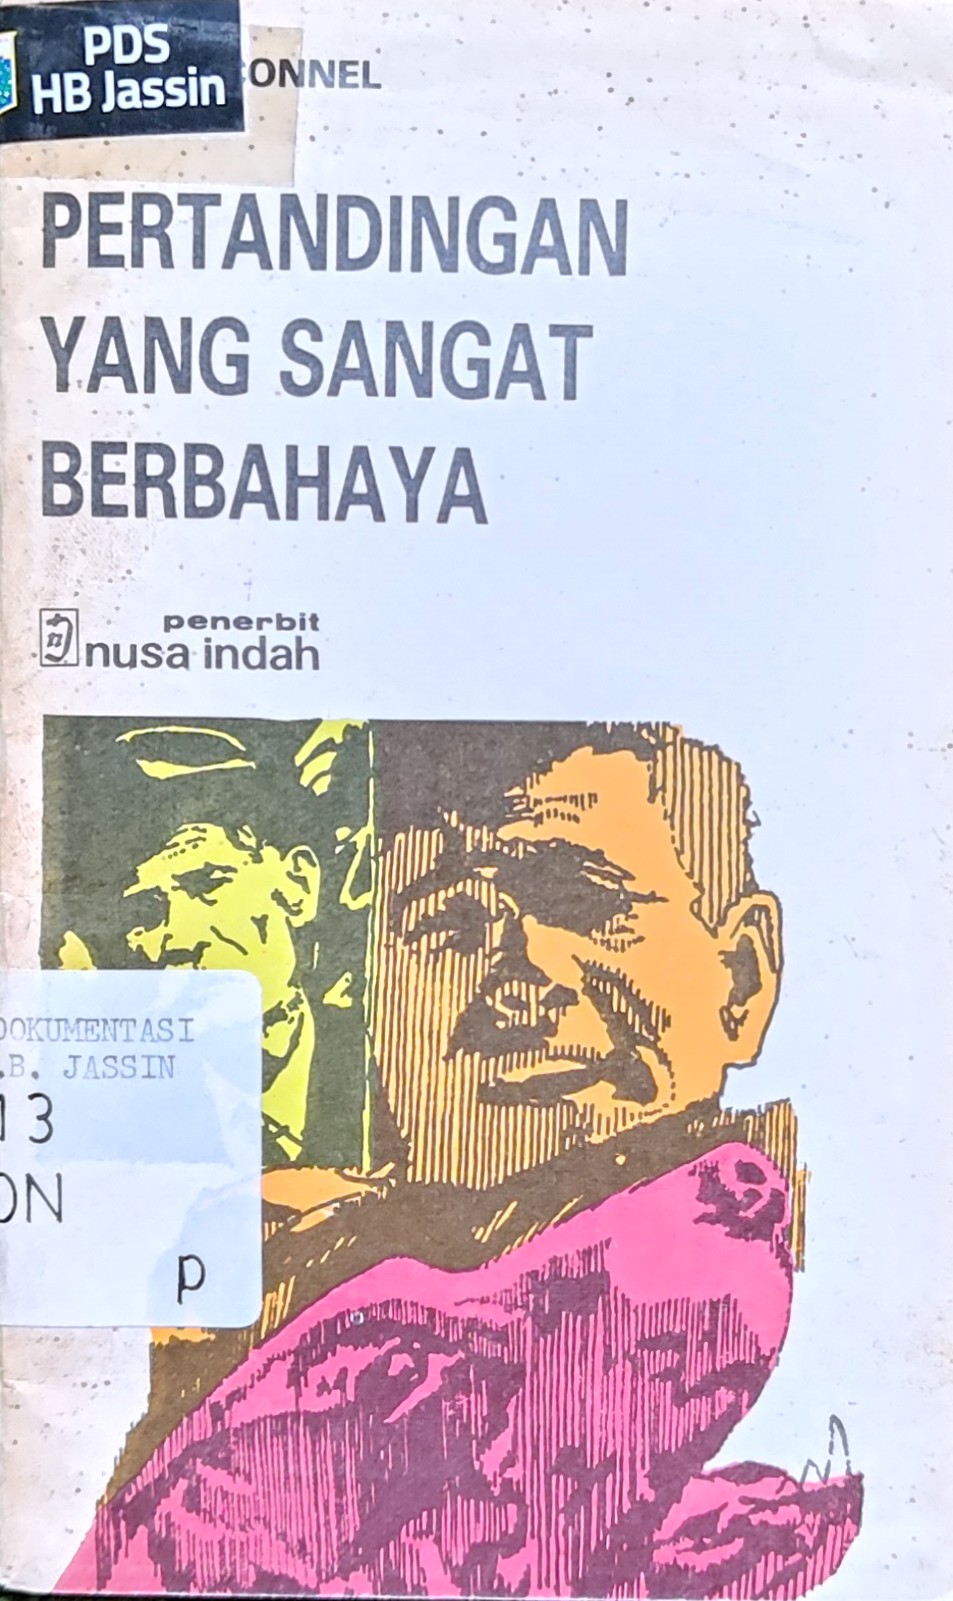 PDS
HB Jassin
ONNEL
PERTANDINGAN
YANG SANGAT
BERBAHAYA
penerbit
nusa indah
DOKUMENTASI
.B. JASSIN
13
ON
p